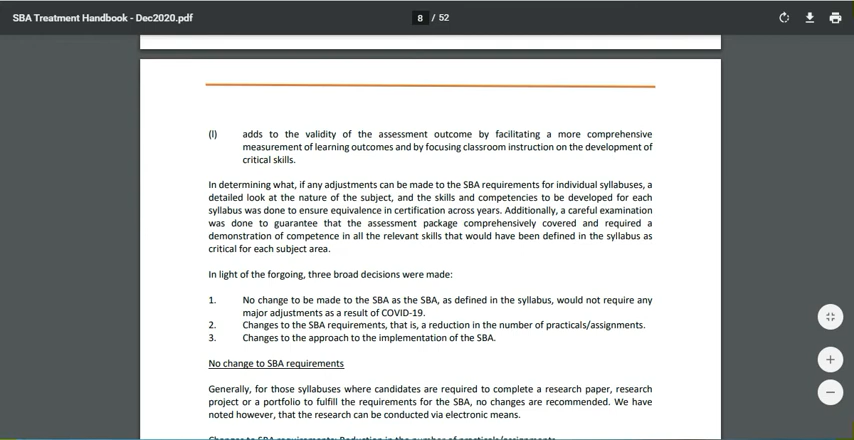 SBA Treatment Handbook - Dec2020.pdf
8 / 52
(l) adds to the validity of the assessment outcome by facilitating a more comprehensive
measurement of learning outcomes and by focusing classroom instruction on the development of
critical skills.
In determining what, if any adjustments can be made to the SBA requirements for individual syllabuses, a
detailed look at the nature of the subject, and the skills and competencies to be developed for each
syllabus was done to ensure equivalence in certification across years. Additionally, a careful examination
was done to guarantee that the assessment package comprehensively covered and required a
demonstration of competence in all the relevant skills that would have been defined in the syllabus as
critical for each subject area.
In light of the forgoing, three broad decisions were made:
1. No change to be made to the SBA as the SBA, as defined in the syllabus, would not require any
major adjustments as a result of COVID-19.
2. Changes to the SBA requirements, that is, a reduction in the number of practicals/assignments.
3. Changes to the approach to the implementation of the SBA.
No change to SBA requirements
Generally, for those syllabuses where candidates are required to complete a research paper, research
project or a portfolio to fulfill the requirements for the SBA, no changes are recommended. We have
noted however, that the research can be conducted via electronic means.
Changes to SBA requirements: Reduction in the number of practicals/assignments